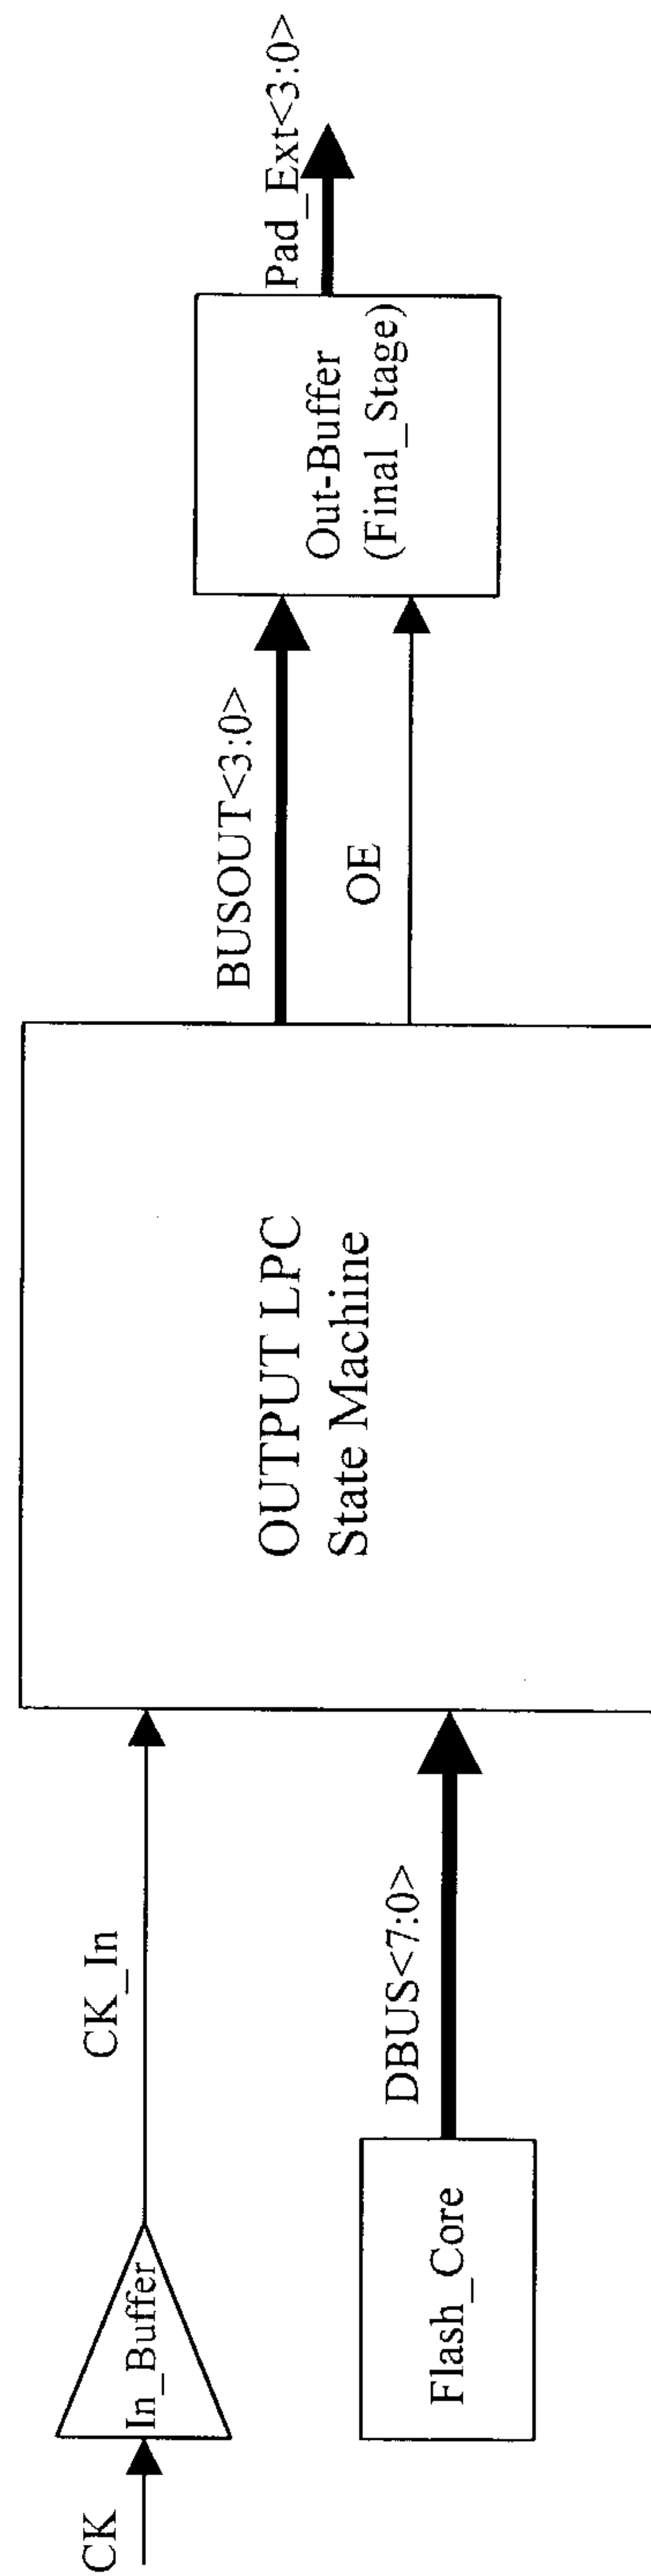 CK
In_Buffer
CK_In
Flash_Core
DBUS<7:0>
OUTPUT LPC
State Machine
BUSOUT<3:0>
OE
Out-Buffer
(Final_Stage)
Pad_Ext<3:0>